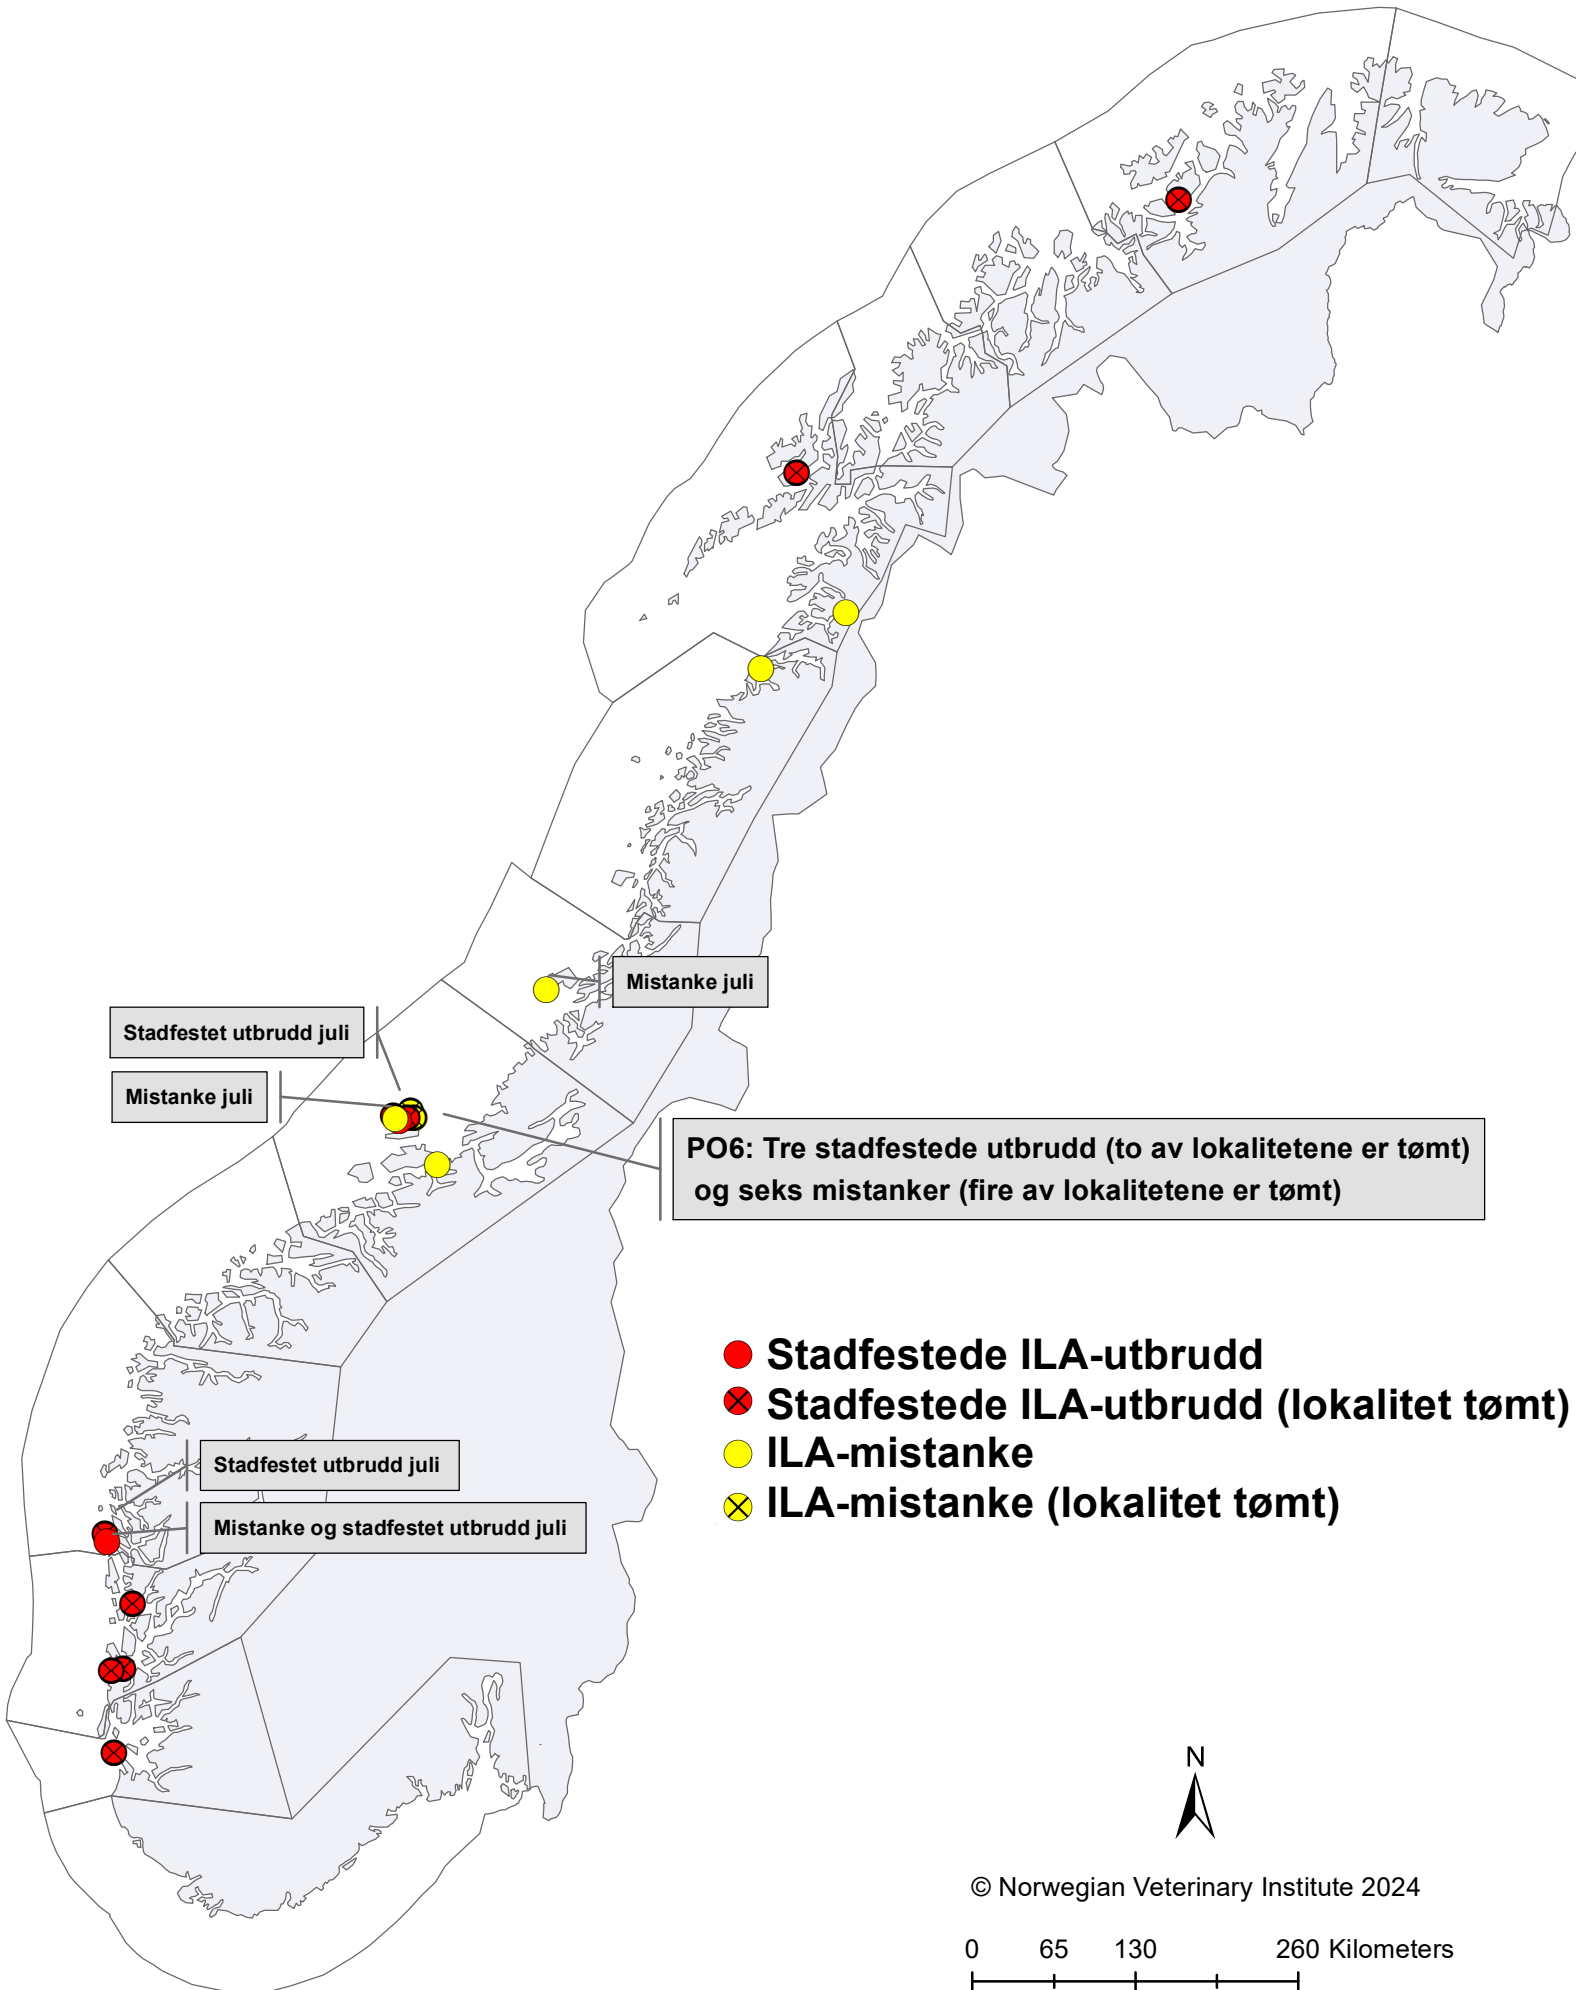 Mistanke juli
Stadfestet utbrudd juli
Mistanke juli
PO6: Tre stadfestede utbrudd (to av lokalitetene er tømt)
og seks mistanker (fire av lokalitetene er tømt)
Stadfestede ILA-utbrudd
Stadfestede ILA-utbrudd (lokalitet tømt)
ILA-mistanke
ILA-mistanke (lokalitet tømt)
Stadfestet utbrudd juli
Mistanke og stadfestet utbrudd juli
N
© Norwegian Veterinary Institute 2024
0 65 130 260 Kilometers